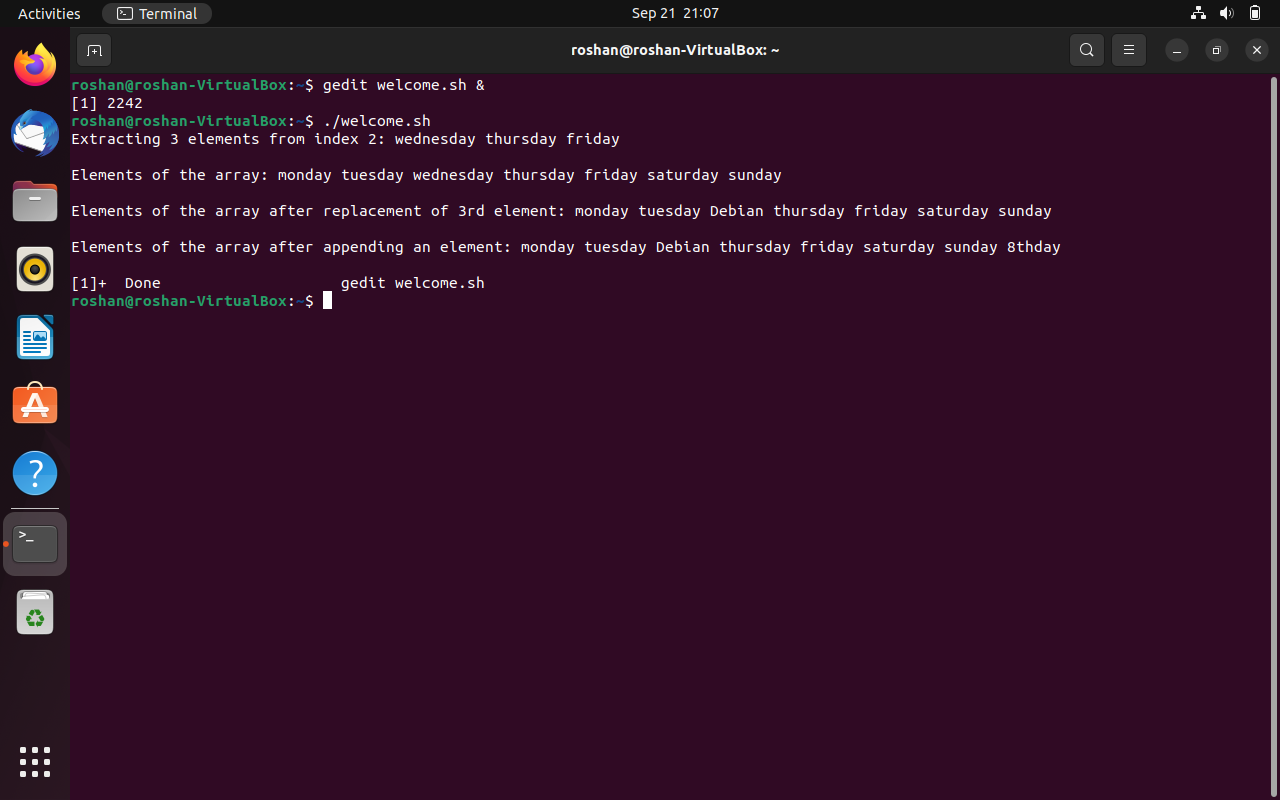 Activities
Terminal
Sep 21 21:07
roshan@roshan-VirtualBox: ~
roshan@roshan-VirtualBox:~$ gedit welcome.sh &
[1] 2242
roshan@roshan-VirtualBox:~$ ./welcome.sh
Extracting 3 elements from index 2: wednesday thursday friday
Elements of the array: monday tuesday wednesday thursday friday saturday sunday
Elements of the array after replacement of 3rd element: monday tuesday Debian thursday friday saturday sunday
Elements of the array after appending an element: monday tuesday Debian thursday friday saturday sunday 8thday
[1]+  Done                    gedit welcome.sh
roshan@roshan-VirtualBox:~$